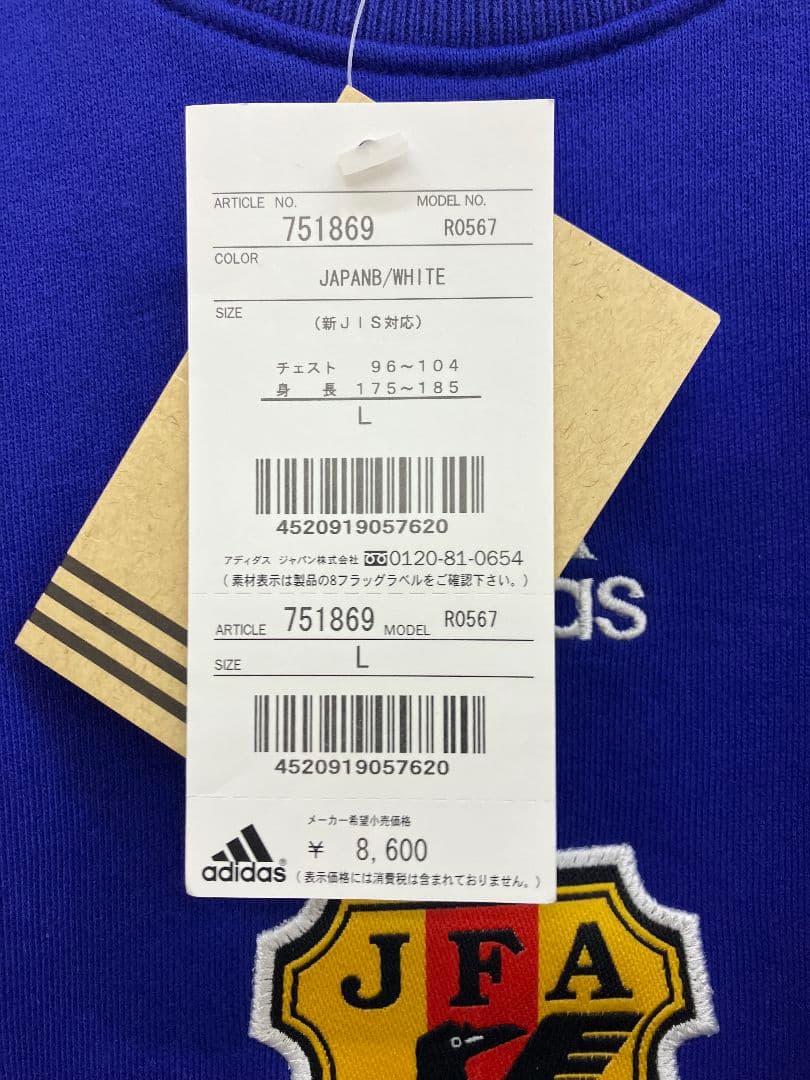 ARTICLE NO. MODEL NO.
751869 R0567
COLOR
JAPANB/WHITE
SIZE
(新JIS対応)
チェスト 96~104
身 長 175~185
L
4520919057620
アディダス ジャパン株式会社 0120-81-0654
(素材表示は製品の8フラッグラベルをご確認下さい。)
ARTICLE 751869 MODEL R0567
SIZE L
4520919057620
メーカー希望小売価格
¥ 8,600
adidas (表示価格には消費税は含まれておりません。)
das
JFA